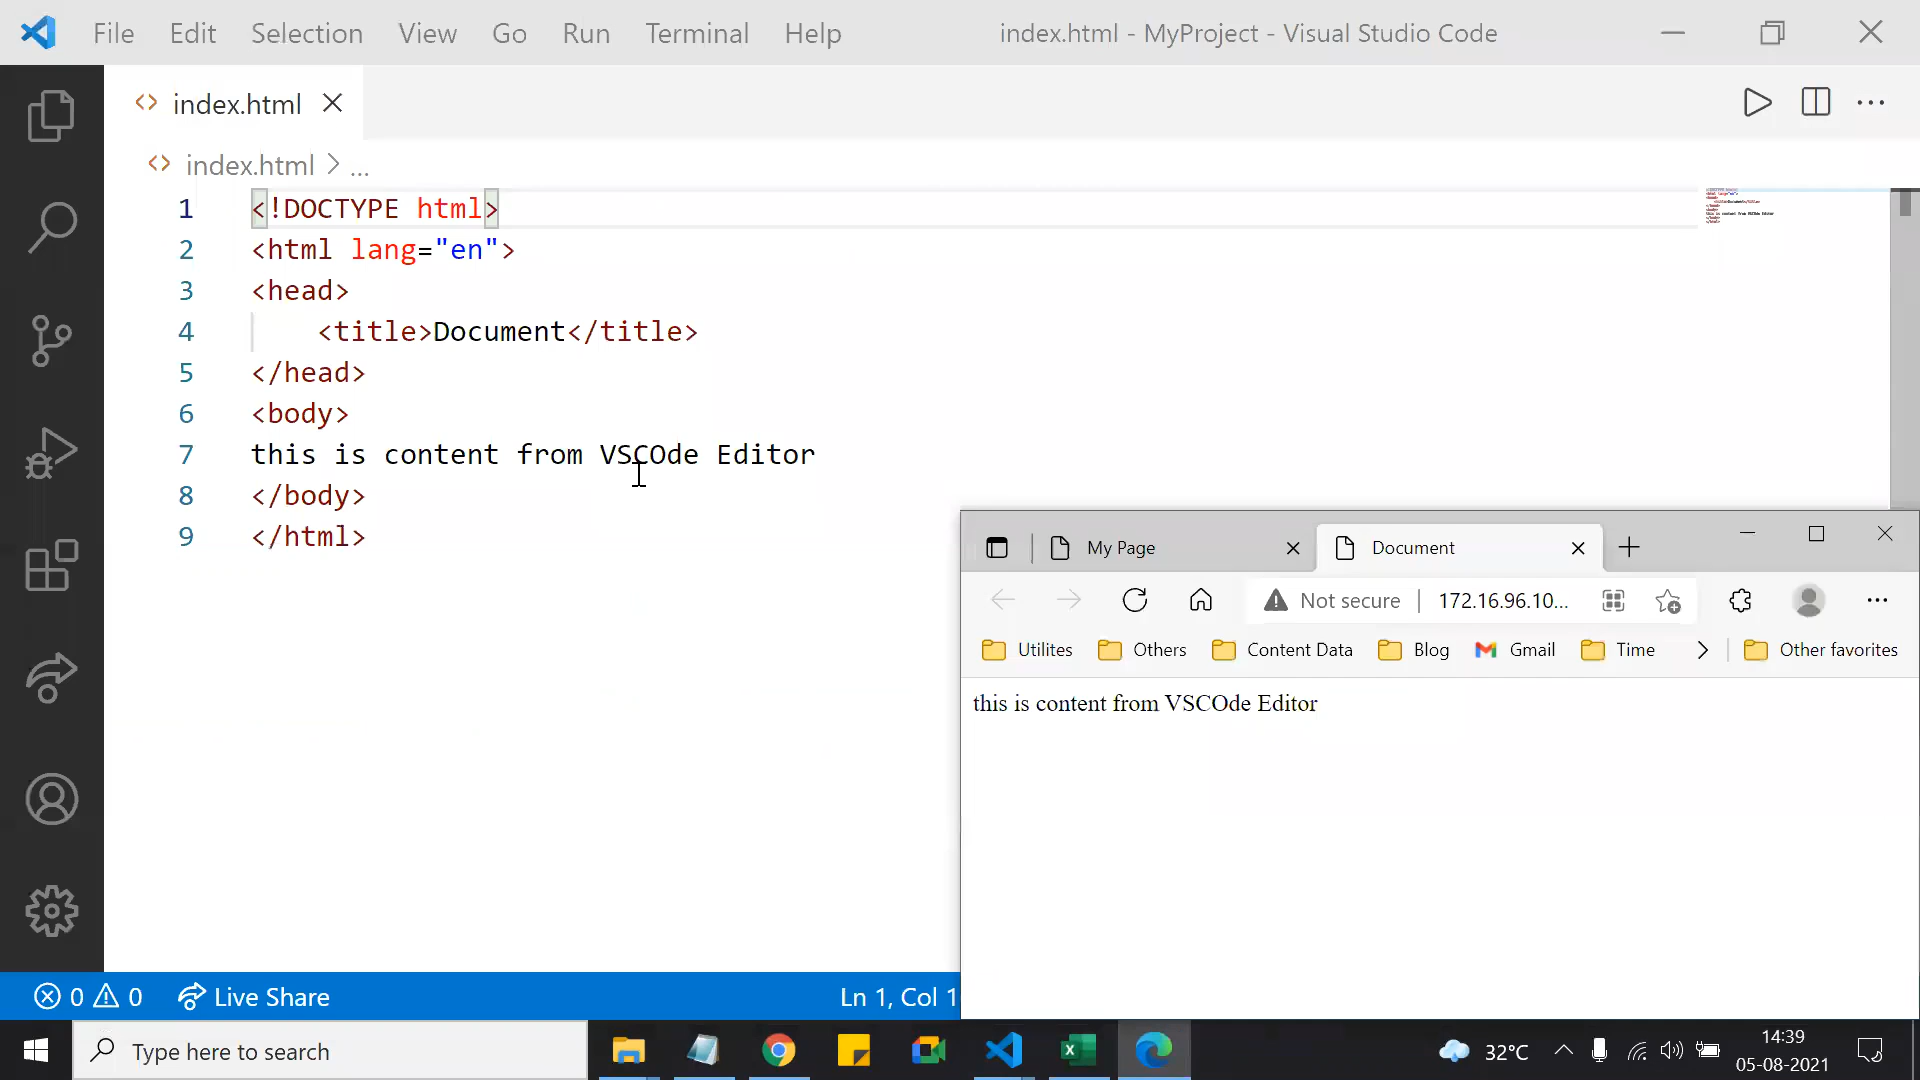 File Edit Selection View Go Run Terminal Help index.html - MyProject - Visual Studio Code
index.html
index.html > ...
1 <!DOCTYPE html>
2 <html lang="en">
3 <head>
4     <title>Document</title>
5 </head>
6 <body>
7 this is content from VSCOde Editor
8 </body>
9 </html>
My Page Document
Not secure | 172.16.96.10...
Utilites Others Content Data Blog Gmail Time Other favorites
this is content from VSCOde Editor
0 0 Live Share Ln 1, Col 1
Type here to search 32°C 14:39
05-08-2021